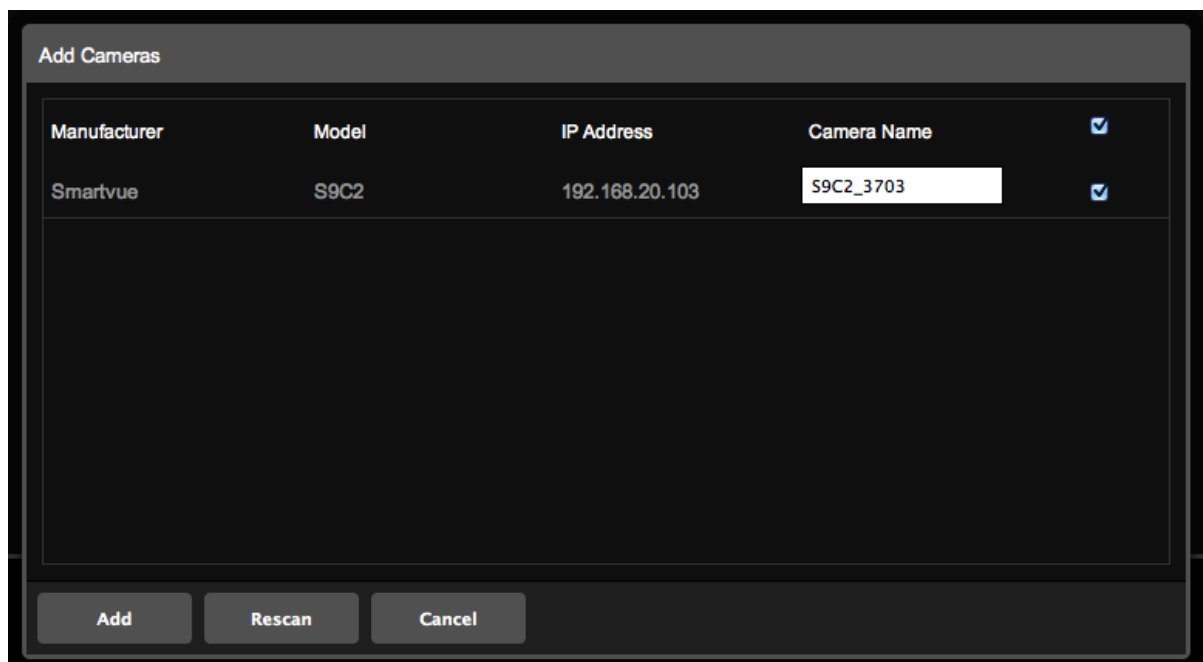 Add Cameras
Manufacturer Model IP Address Camera Name
Smartvue S9C2 192.168.20.103 S9C2_3703
Add Rescan Cancel